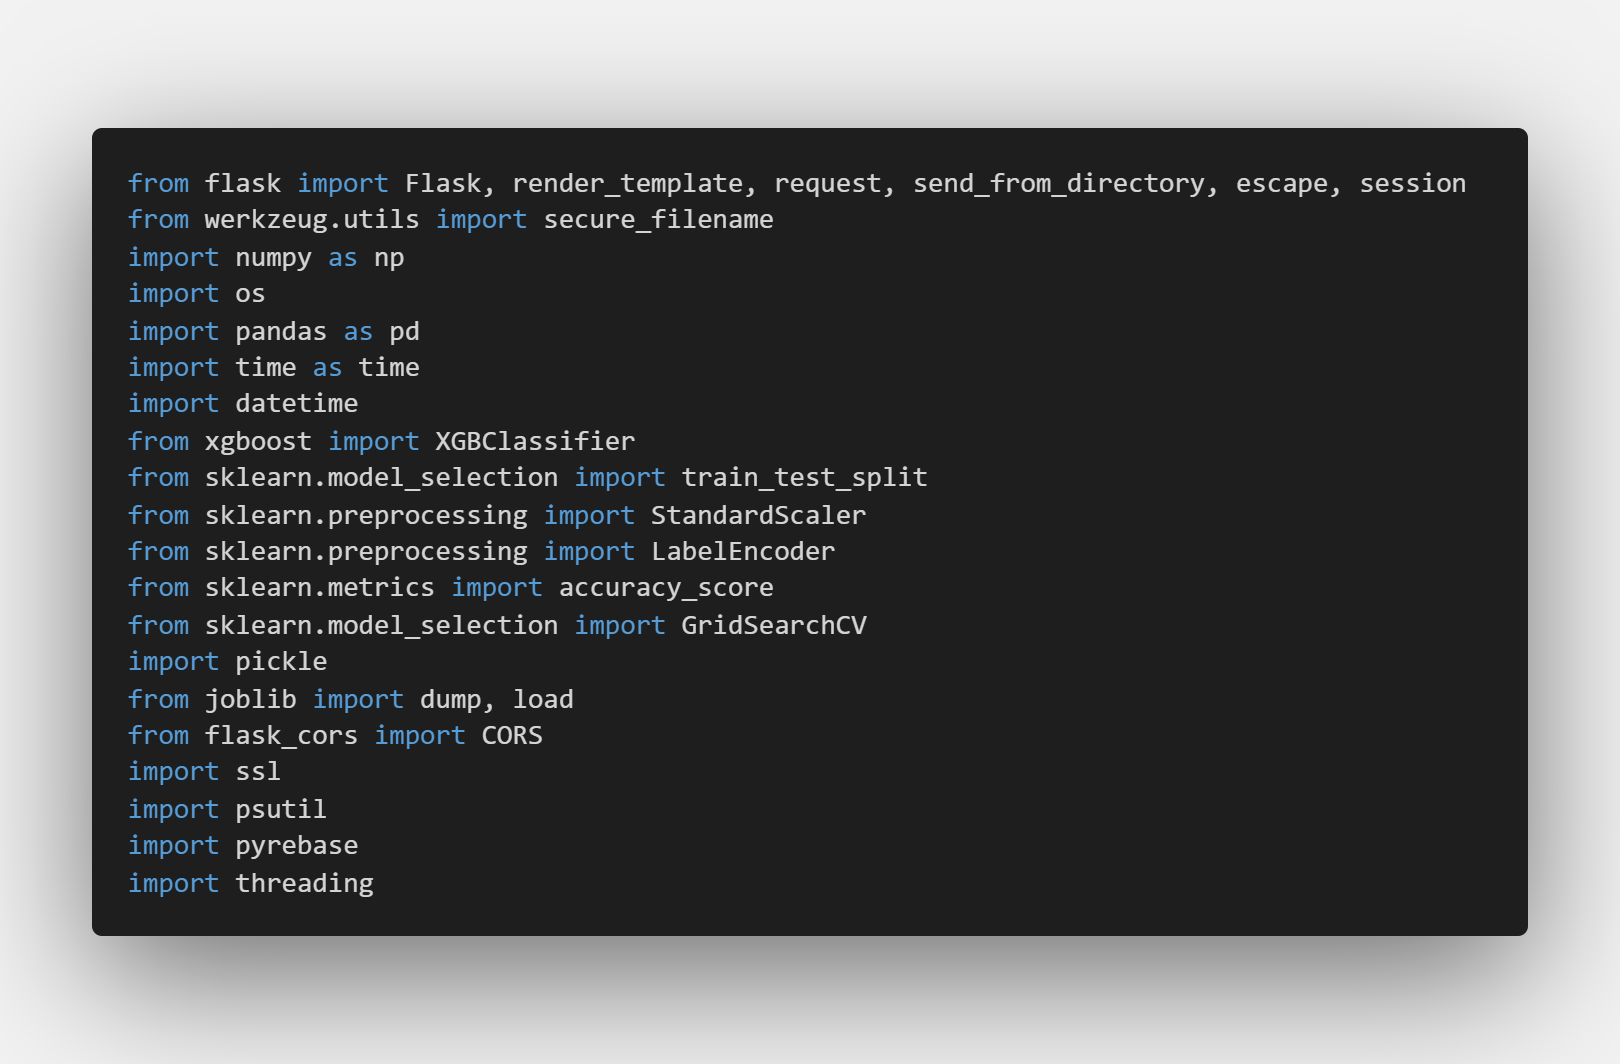 from flask import Flask, render_template, request, send_from_directory, escape, session
from werkzeug.utils import secure_filename
import numpy as np
import os
import pandas as pd
import time as time
import datetime
from xgboost import XGBClassifier
from sklearn.model_selection import train_test_split
from sklearn.preprocessing import StandardScaler
from sklearn.preprocessing import LabelEncoder
from sklearn.metrics import accuracy_score
from sklearn.model_selection import GridSearchCV
import pickle
from joblib import dump, load
from flask_cors import CORS
import ssl
import psutil
import pyrebase
import threading